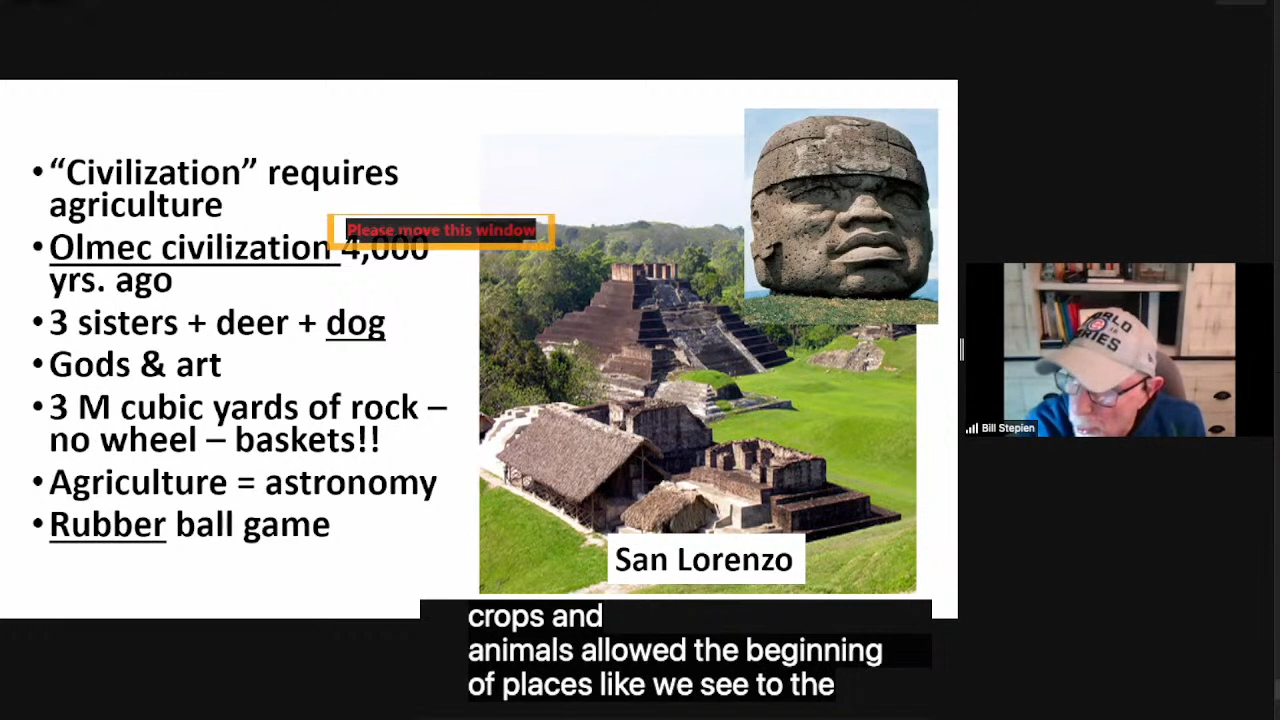 •“Civilization” requires
agriculture
Please move this window
•Olmec civilization 4,000
yrs. ago
•3 sisters + deer + dog
•Gods & art
•3 M cubic yards of rock –
no wheel – baskets!!
•Agriculture = astronomy
•Rubber ball game
San Lorenzo
WORLD
SERIES
Bill Stepien
crops and
animals allowed the beginning
of places like we see to the